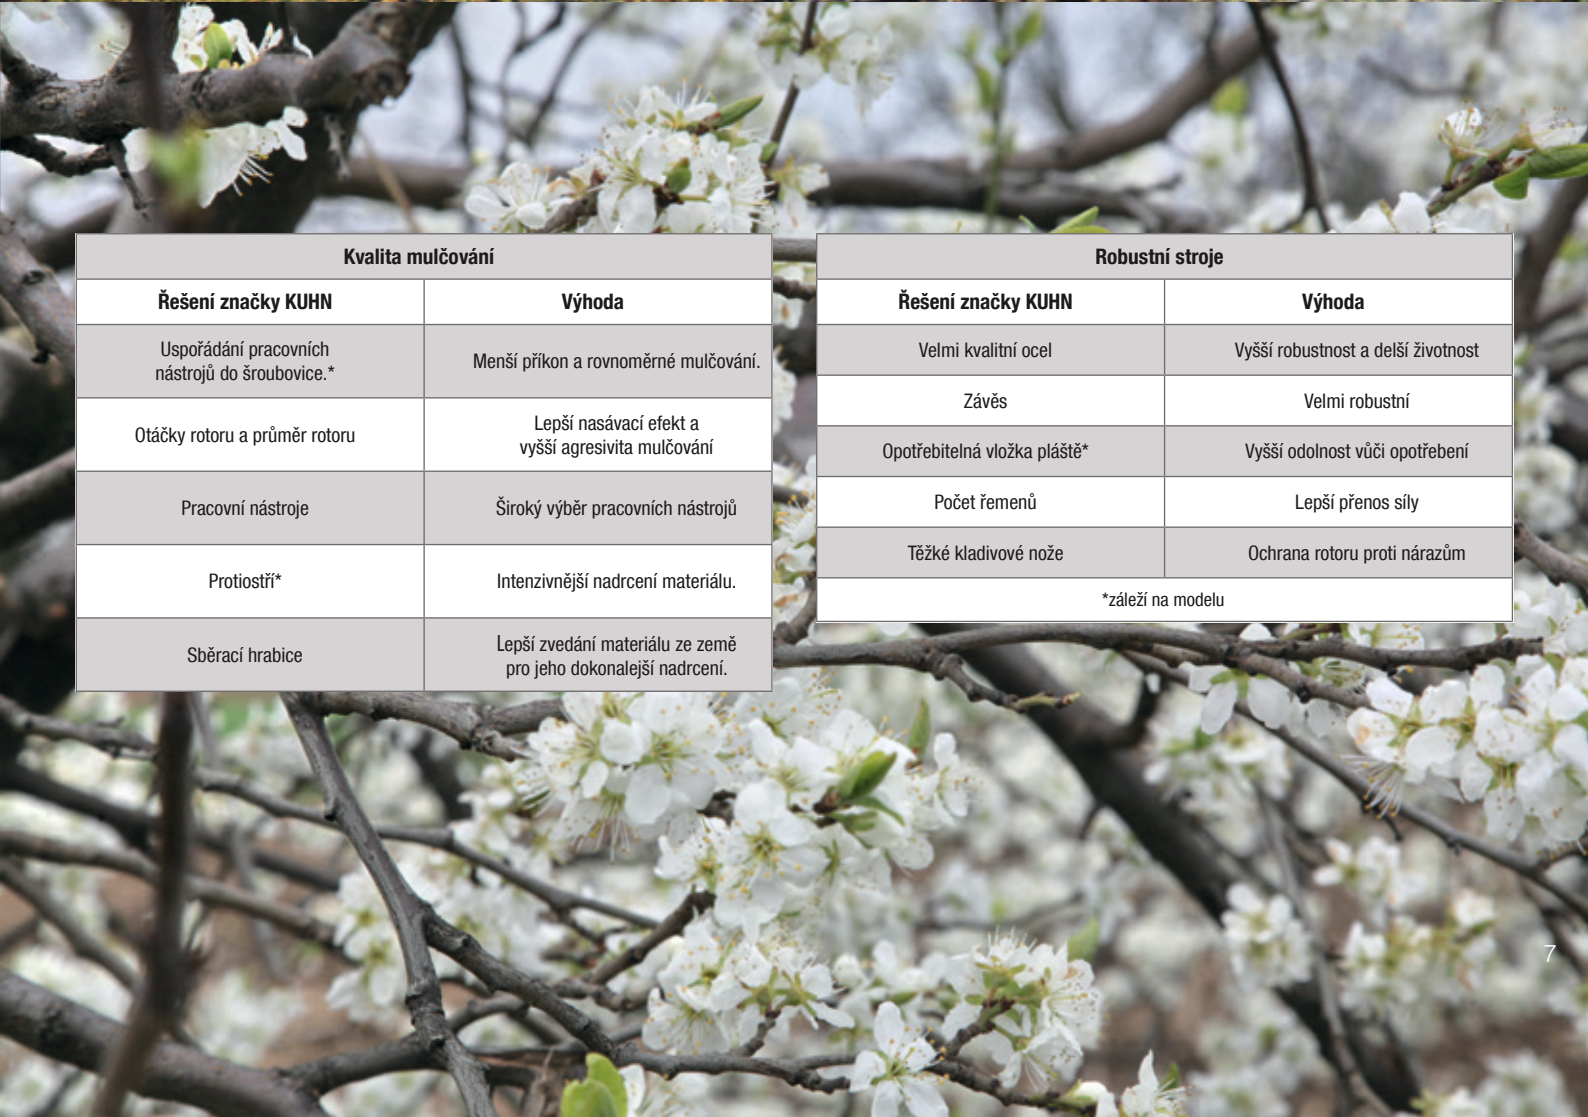 Kvalita mulčování
Řešení značky KUHN
Výhoda
Uspořádání pracovních
nástrojů do šroubovice.*
Menší příkon a rovnoměrné mulčování.
Otáčky rotoru a průměr rotoru
Lepší nasávací efekt a
vyšší agresivita mulčování
Pracovní nástroje
Široký výběr pracovních nástrojů
Protiostří*
Intenzivnější nadrcení materiálu.
Sběrací hrabice
Lepší zvedání materiálu ze země
pro jeho dokonalejší nadrcení.
Robustní stroje
Řešení značky KUHN
Výhoda
Velmi kvalitní ocel
Vyšší robustnost a delší životnost
Závěs
Velmi robustní
Opotřebitelná vložka pláště*
Vyšší odolnost vůči opotřebení
Počet řemenů
Lepší přenos síly
Těžké kladivové nože
Ochrana rotoru proti nárazům
*záleží na modelu
7